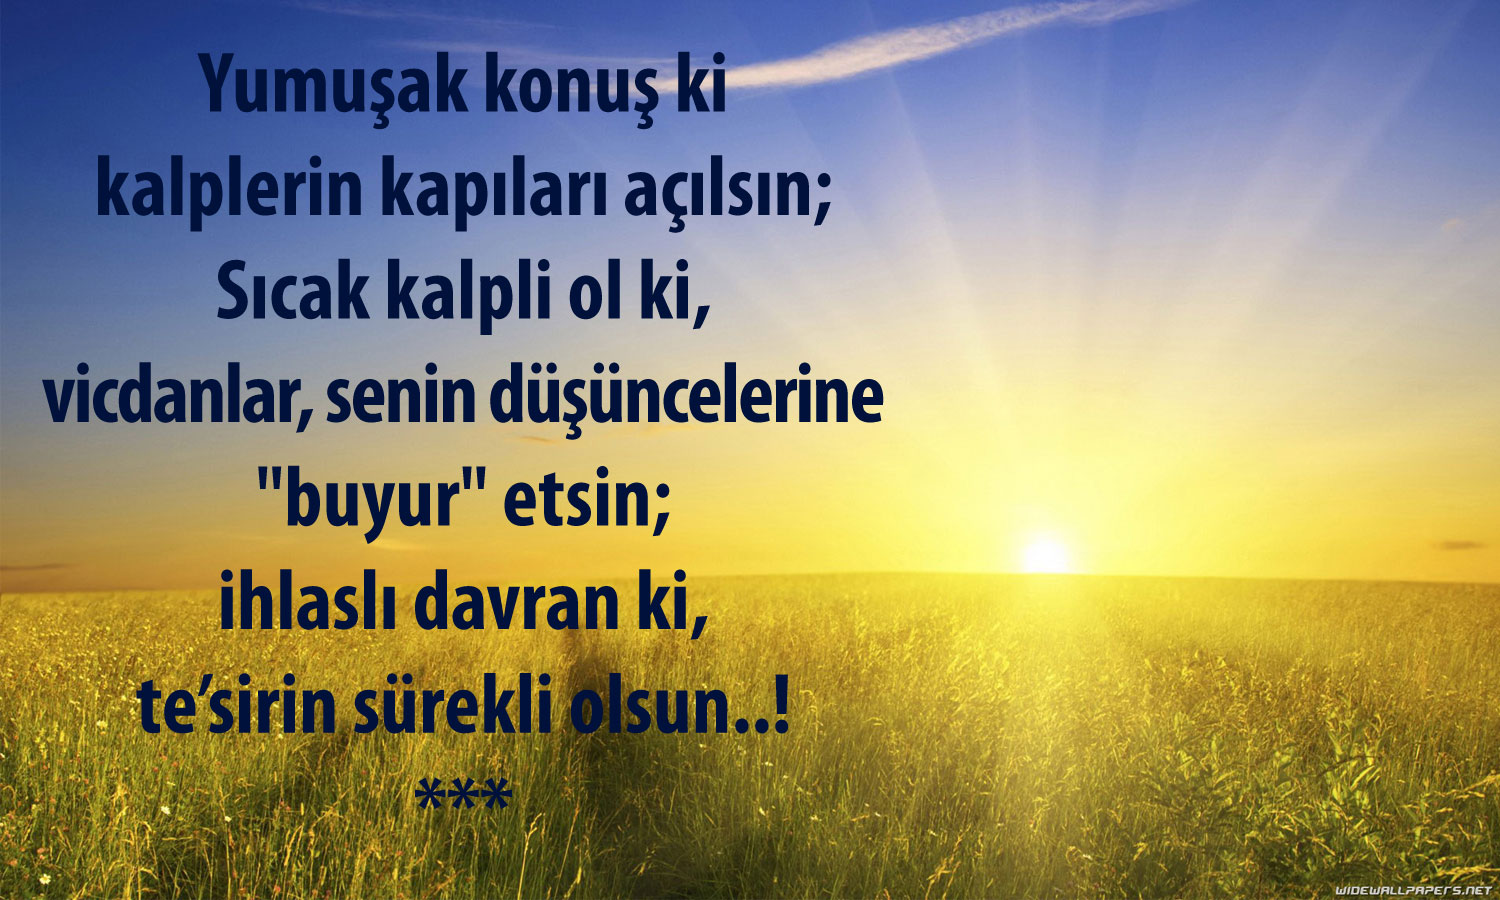 Yumuşak konuş ki
kalplerin kapıları açılsın;
Sıcak kalpli ol ki,
vicdanlar, senin düşüncelerine
"buyur" etsin;
ihlaslı davran ki,
te’sirin sürekli olsun..!
***
WIDEWALLPAPERS.NET